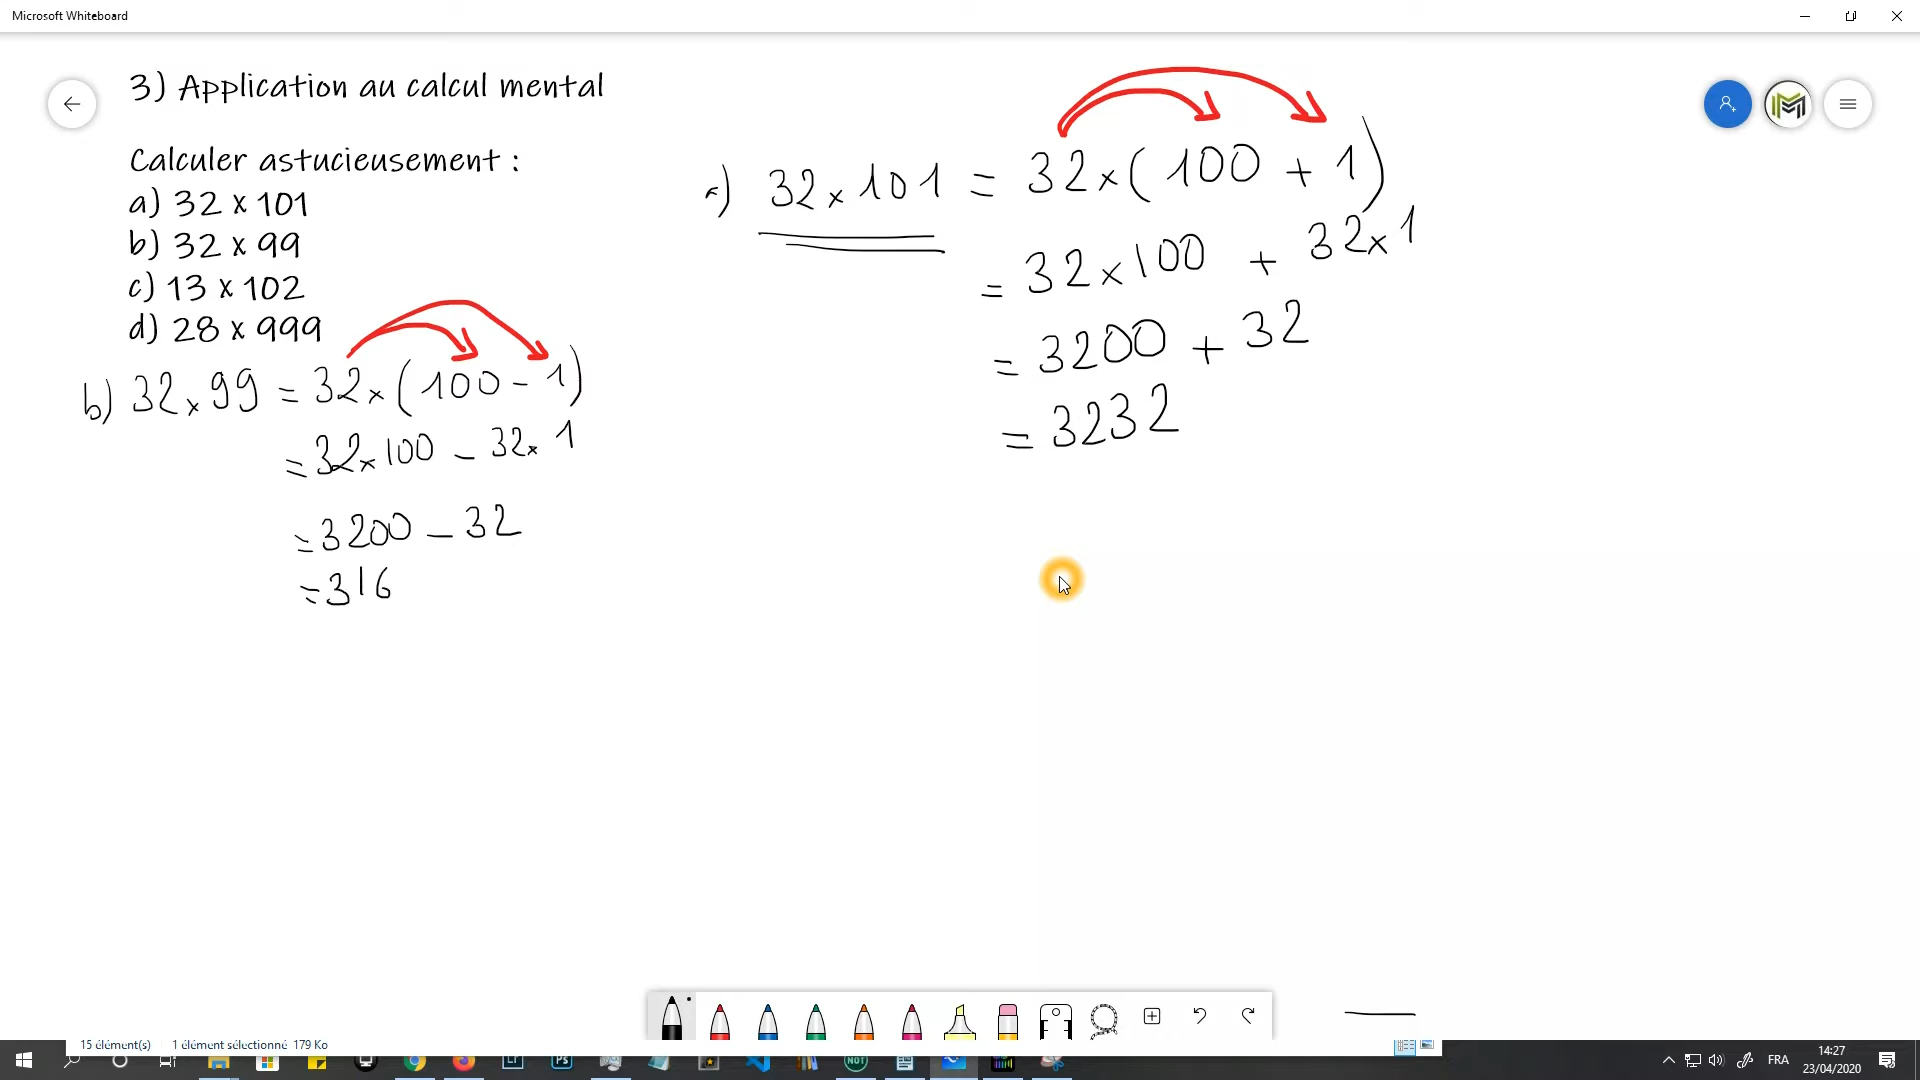 Microsoft Whiteboard
3) Application au calcul mental
Calculer astucieusement :
a) 32 x 101
b) 32 x 99
c) 13 x 102
d) 28 x 999
b) 32 x 99 = 32 x ( 100 - 1 )
= 32 x 100 - 32 x 1
= 3200 - 32
= 316
) 32 x 101 = 32 x ( 100 + 1 )
= 32 x 100 + 32 x 1
= 3200 + 32
= 3232
15 élément(s) 1 élément sélectionné 179 Ko
FRA
14:27
23/04/2020